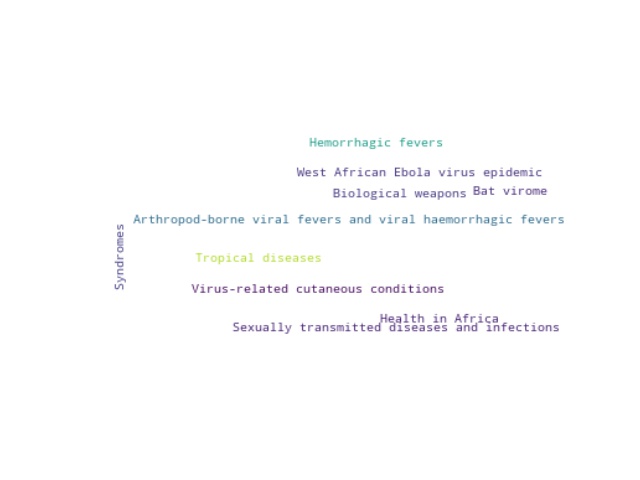 Hemorrhagic fevers
West African Ebola virus epidemic
Biological weapons
Bat virome
Arthropod-borne viral fevers and viral haemorrhagic fevers
Syndromes
Tropical diseases
Virus-related cutaneous conditions
Health in Africa
Sexually transmitted diseases and infections